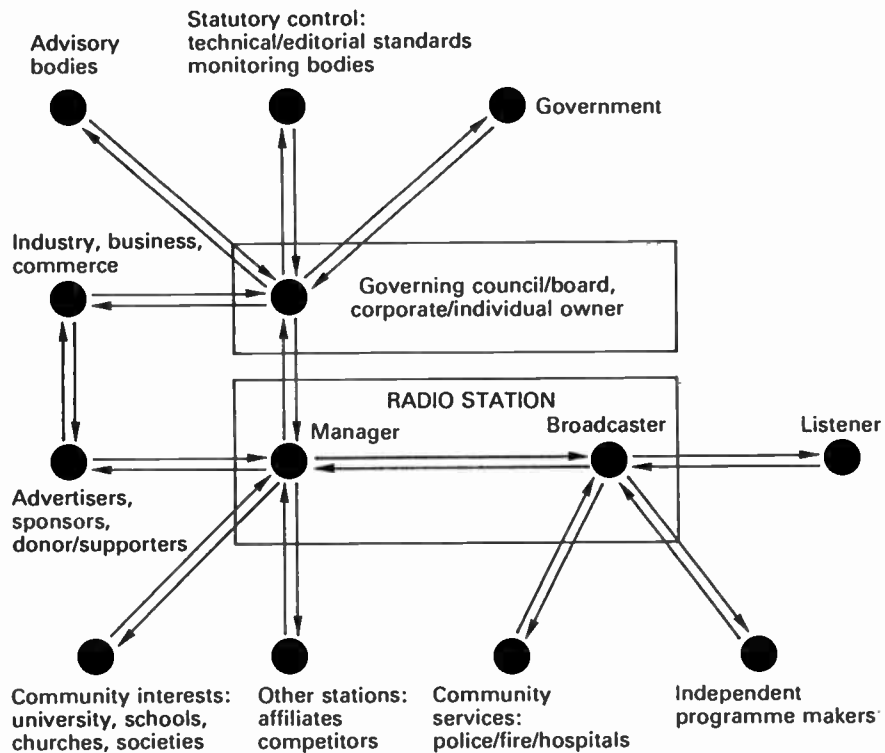 Statutory control:
technical/editorial standards
monitoring bodies
Advisory
bodies
Government
Industry, business,
commerce
Governing council/board,
corporate/individual owner
RADIO STATION
Manager
Broadcaster
Listener
Advertisers,
sponsors,
donor/supporters
Community interests:
university, schools,
churches, societies
Other stations:
affiliates
competitors
Community
services:
police/fire/hospitals
Independent
programme makers